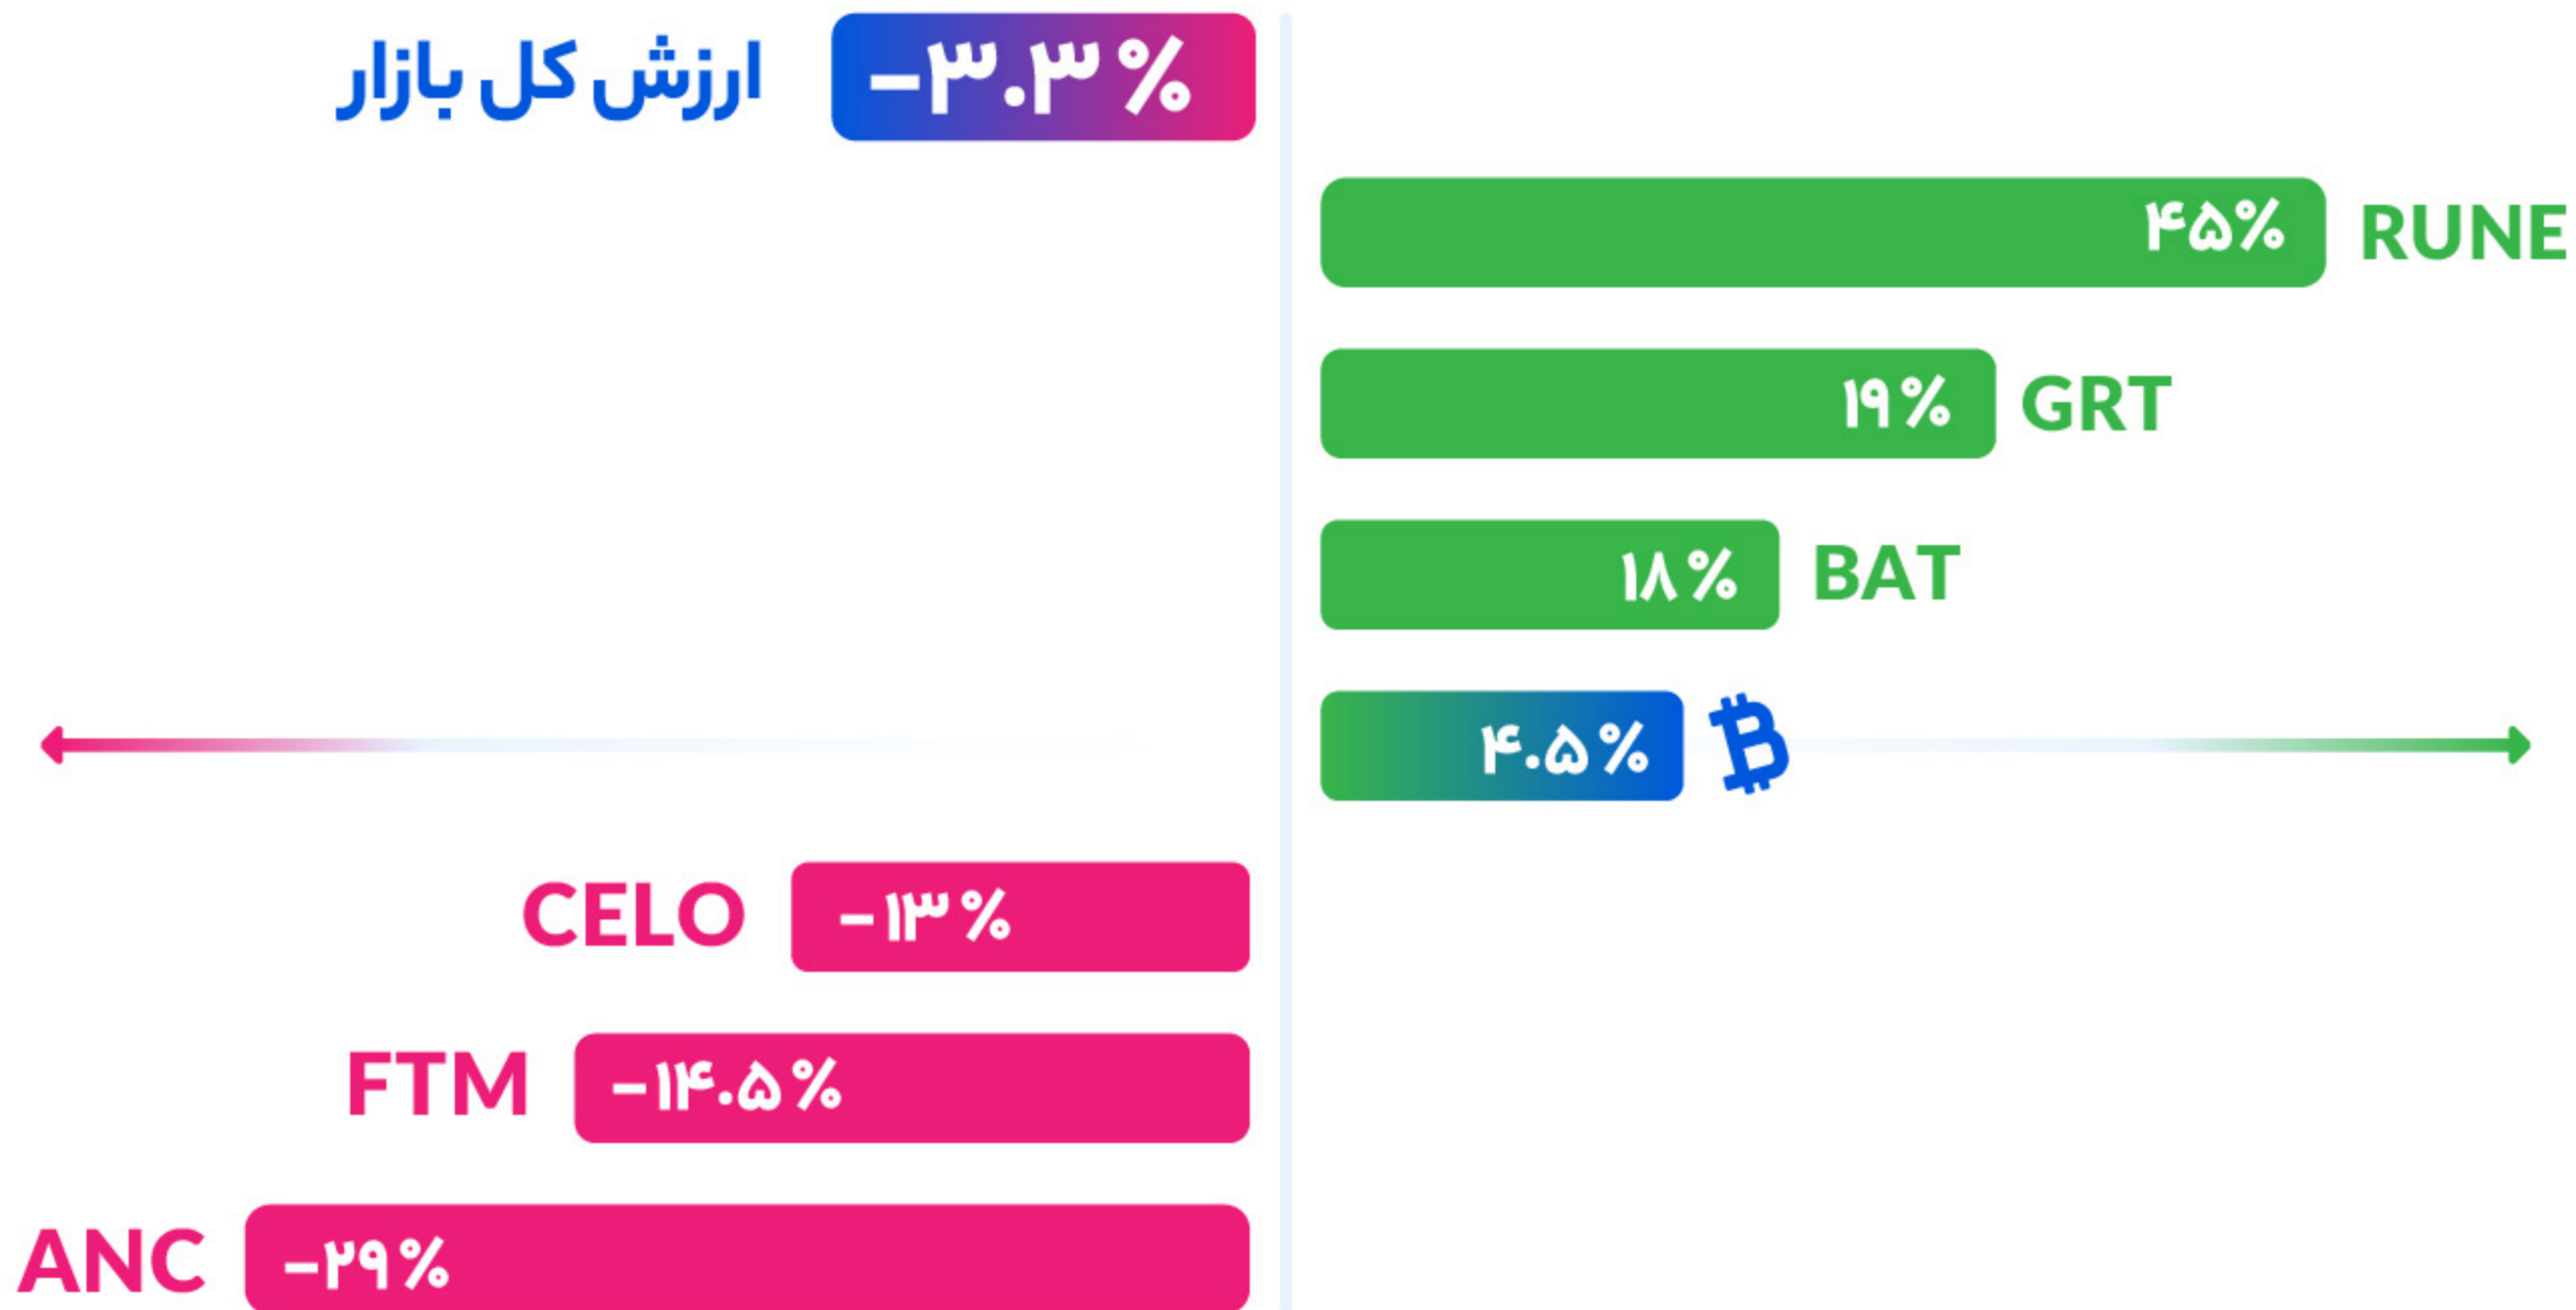 ارزش کل بازار
-۳.۳%
۴۵% RUNE
۱۹% GRT
۱۸% BAT
۴.۵%
CELO -۱۳%
FTM -۱۴.۵%
ANC -۲۹%